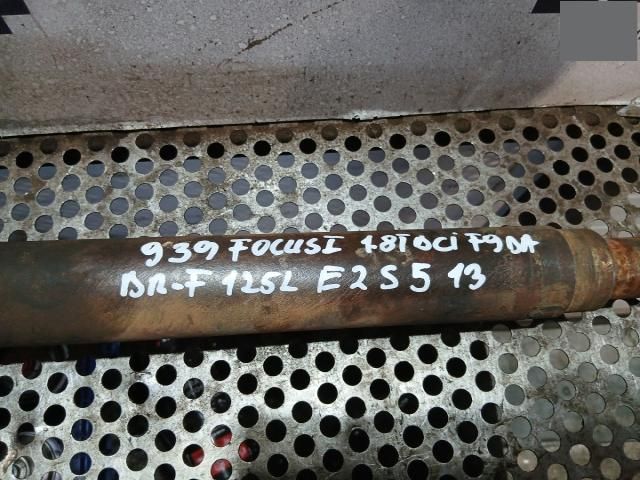 939 FOCUS I 1.8TDCI F9DA
BR-F 125L E2 S5 13